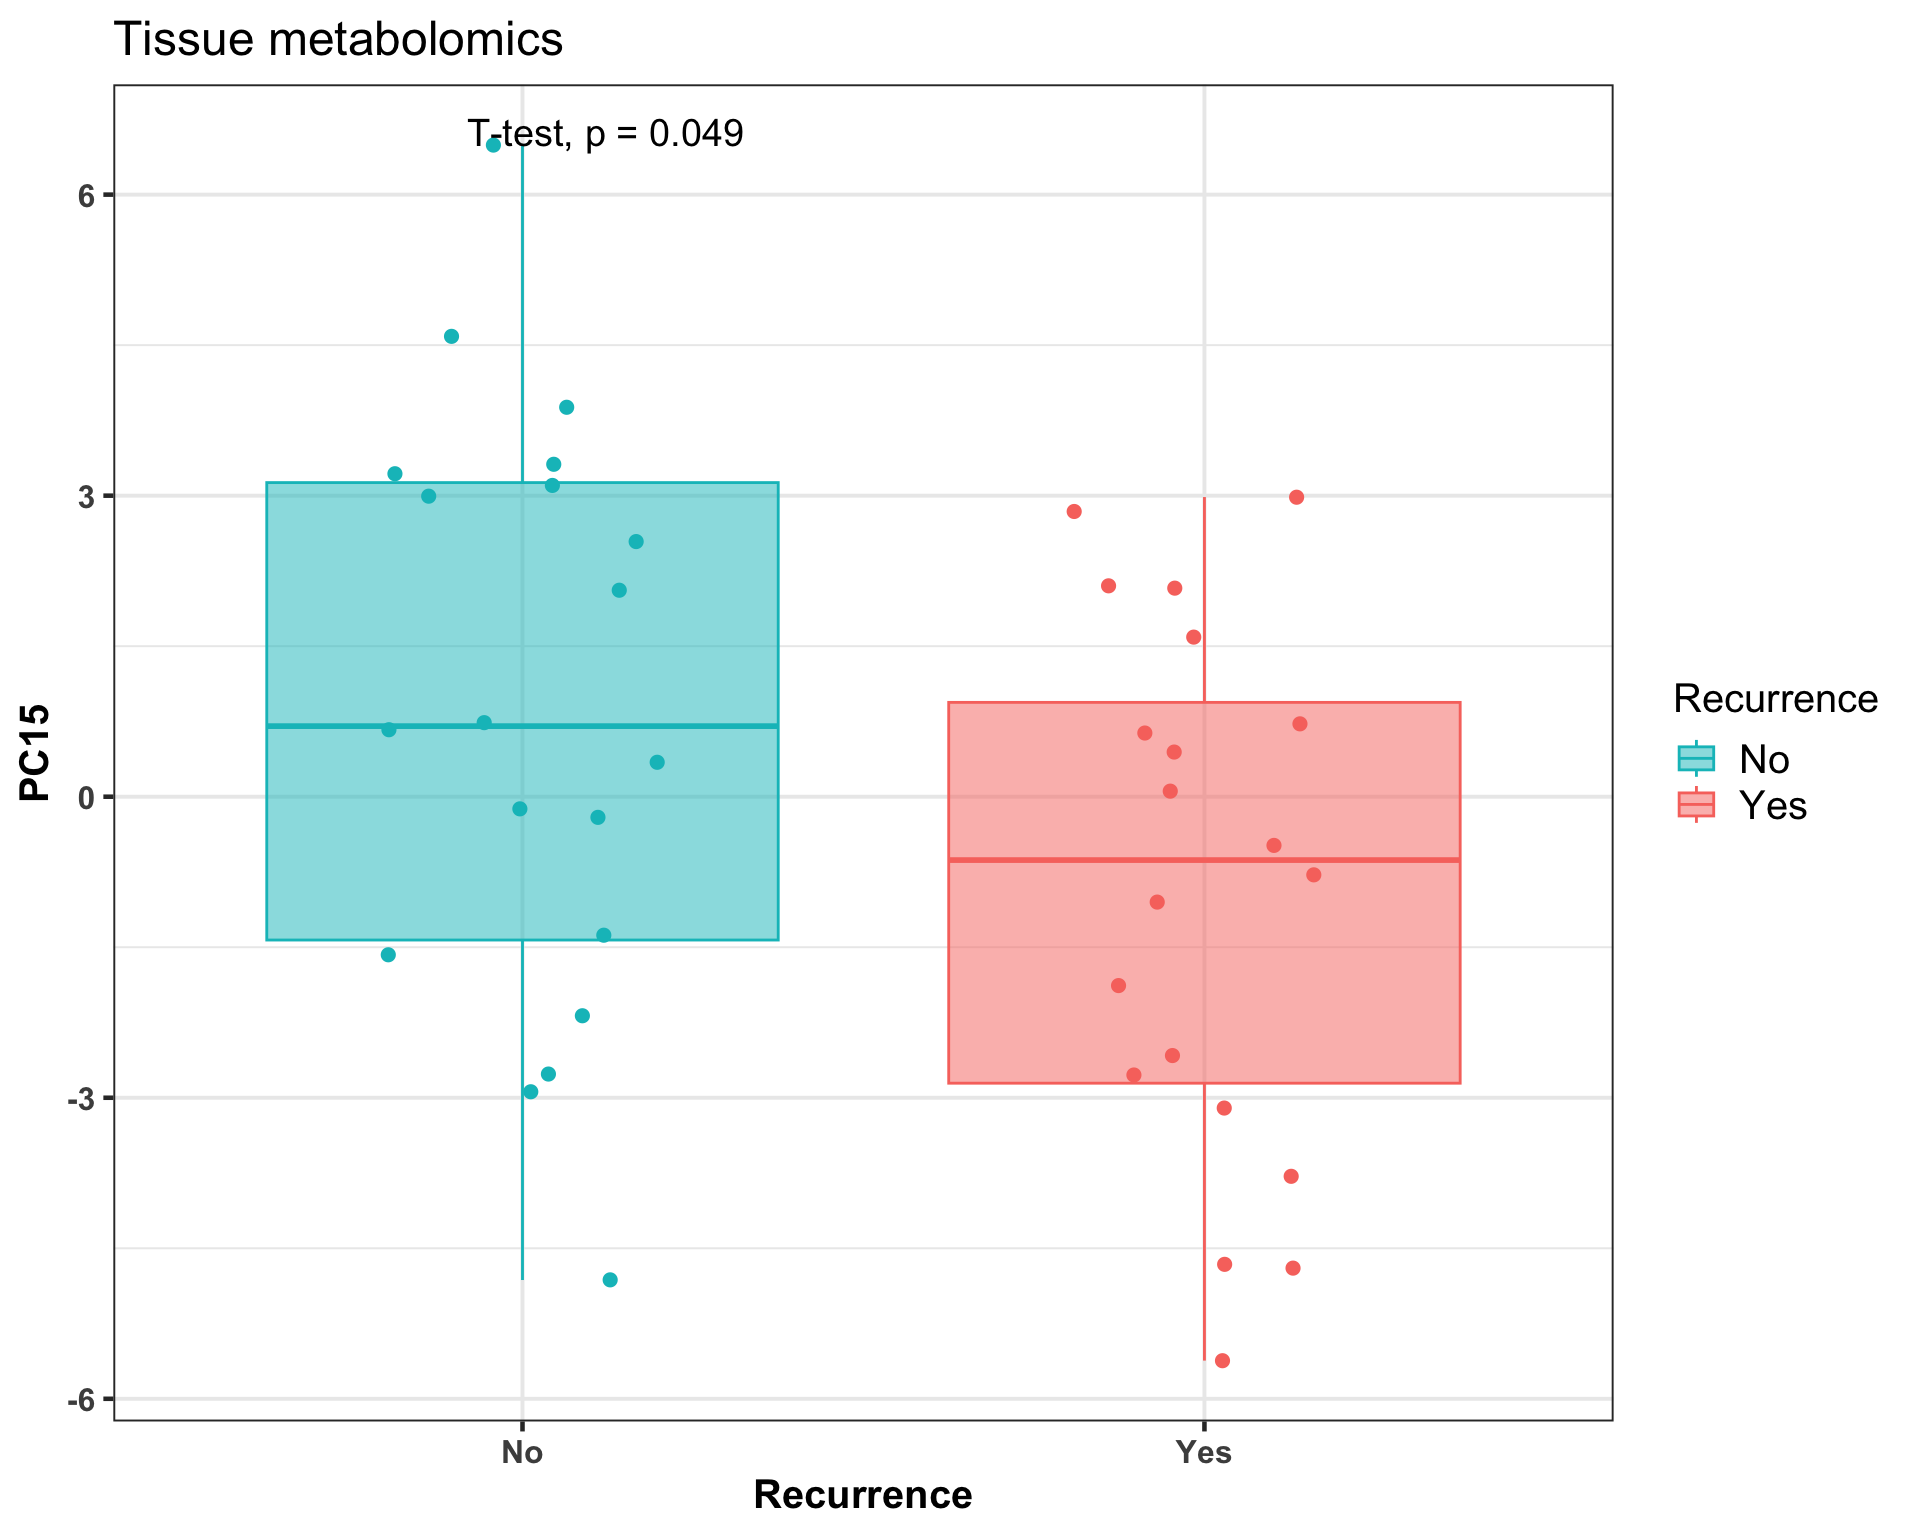 Tissue metabolomics
T-test, p = 0.049
6
3
0
-3
-6
PC15
No
Yes
Recurrence
Recurrence
No
Yes